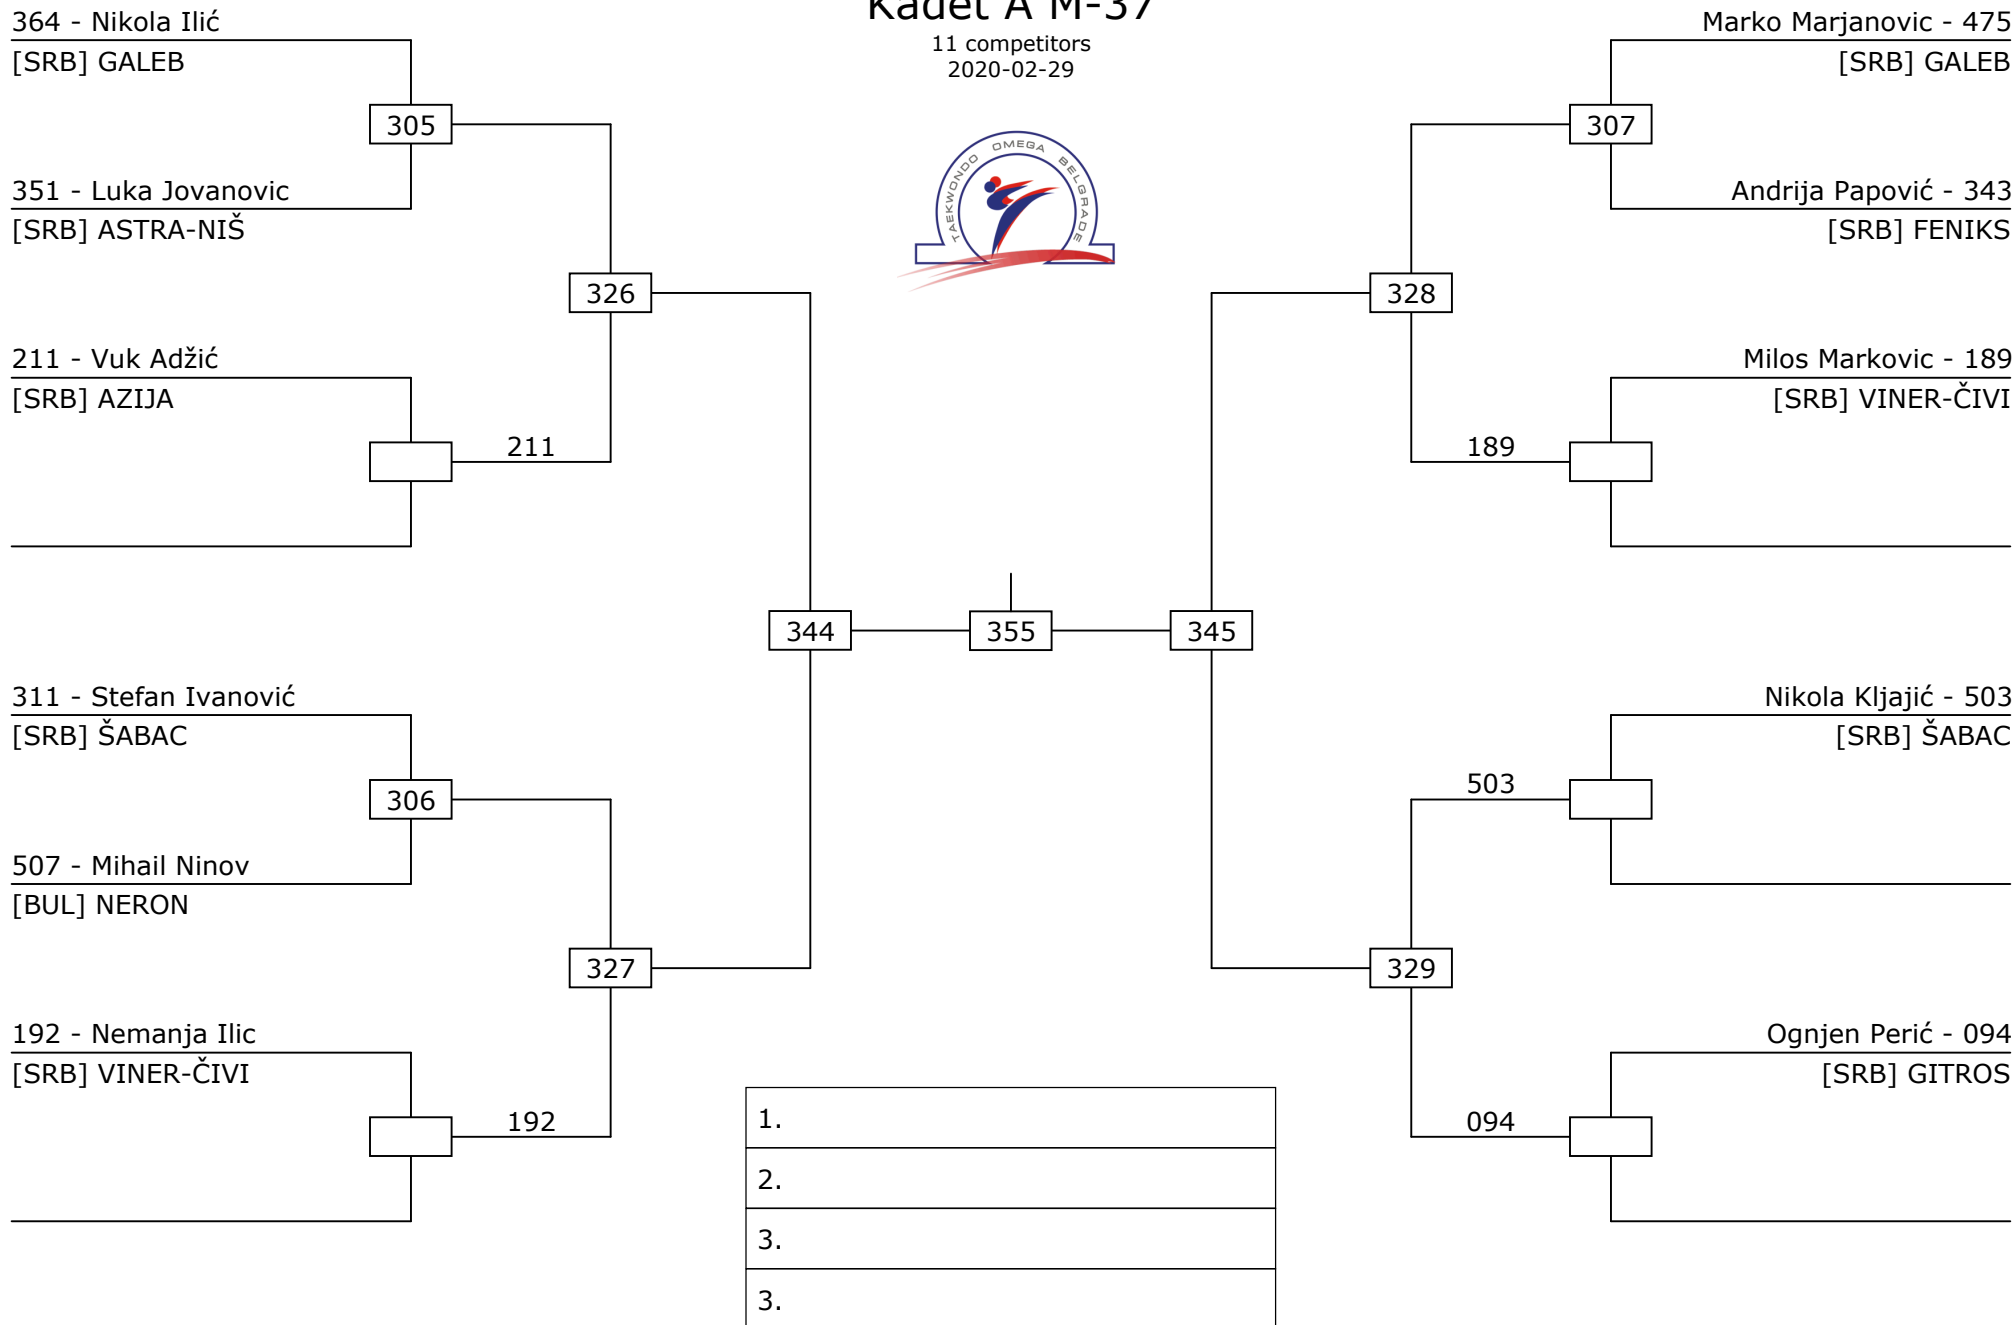 Kadet A M-37
11 competitors
2020-02-29
TAEKWONDO OMEGA BELGRADE
364 - Nikola Ilić
[SRB] GALEB
305
351 - Luka Jovanovic
[SRB] ASTRA-NIŠ
326
211 - Vuk Adžić
[SRB] AZIJA
211
344
311 - Stefan Ivanović
[SRB] ŠABAC
306
507 - Mihail Ninov
[BUL] NERON
327
192 - Nemanja Ilic
[SRB] VINER-ČIVI
192
355
Marko Marjanovic - 475
[SRB] GALEB
307
Andrija Papović - 343
[SRB] FENIKS
328
Milos Markovic - 189
[SRB] VINER-ČIVI
189
345
Nikola Kljajić - 503
[SRB] ŠABAC
503
329
Ognjen Perić - 094
[SRB] GITROS
094
1.
2.
3.
3.